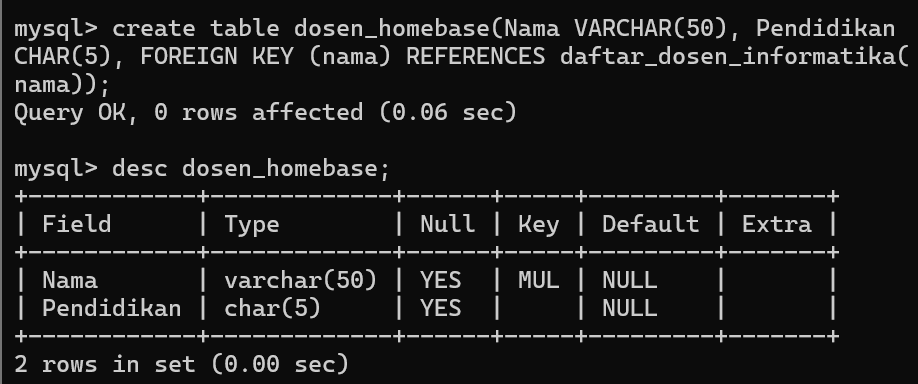 mysql> create table dosen_homebase(Nama VARCHAR(50), Pendidikan
CHAR(5), FOREIGN KEY (nama) REFERENCES daftar_dosen_informatika(
nama));
Query OK, 0 rows affected (0.06 sec)

mysql> desc dosen_homebase;
+------------+-------------+------+-----+---------+-------+
| Field      | Type        | Null | Key | Default | Extra |
+------------+-------------+------+-----+---------+-------+
| Nama       | varchar(50) | YES  | MUL | NULL    |       |
| Pendidikan | char(5)     | YES  |     | NULL    |       |
+------------+-------------+------+-----+---------+-------+
2 rows in set (0.00 sec)